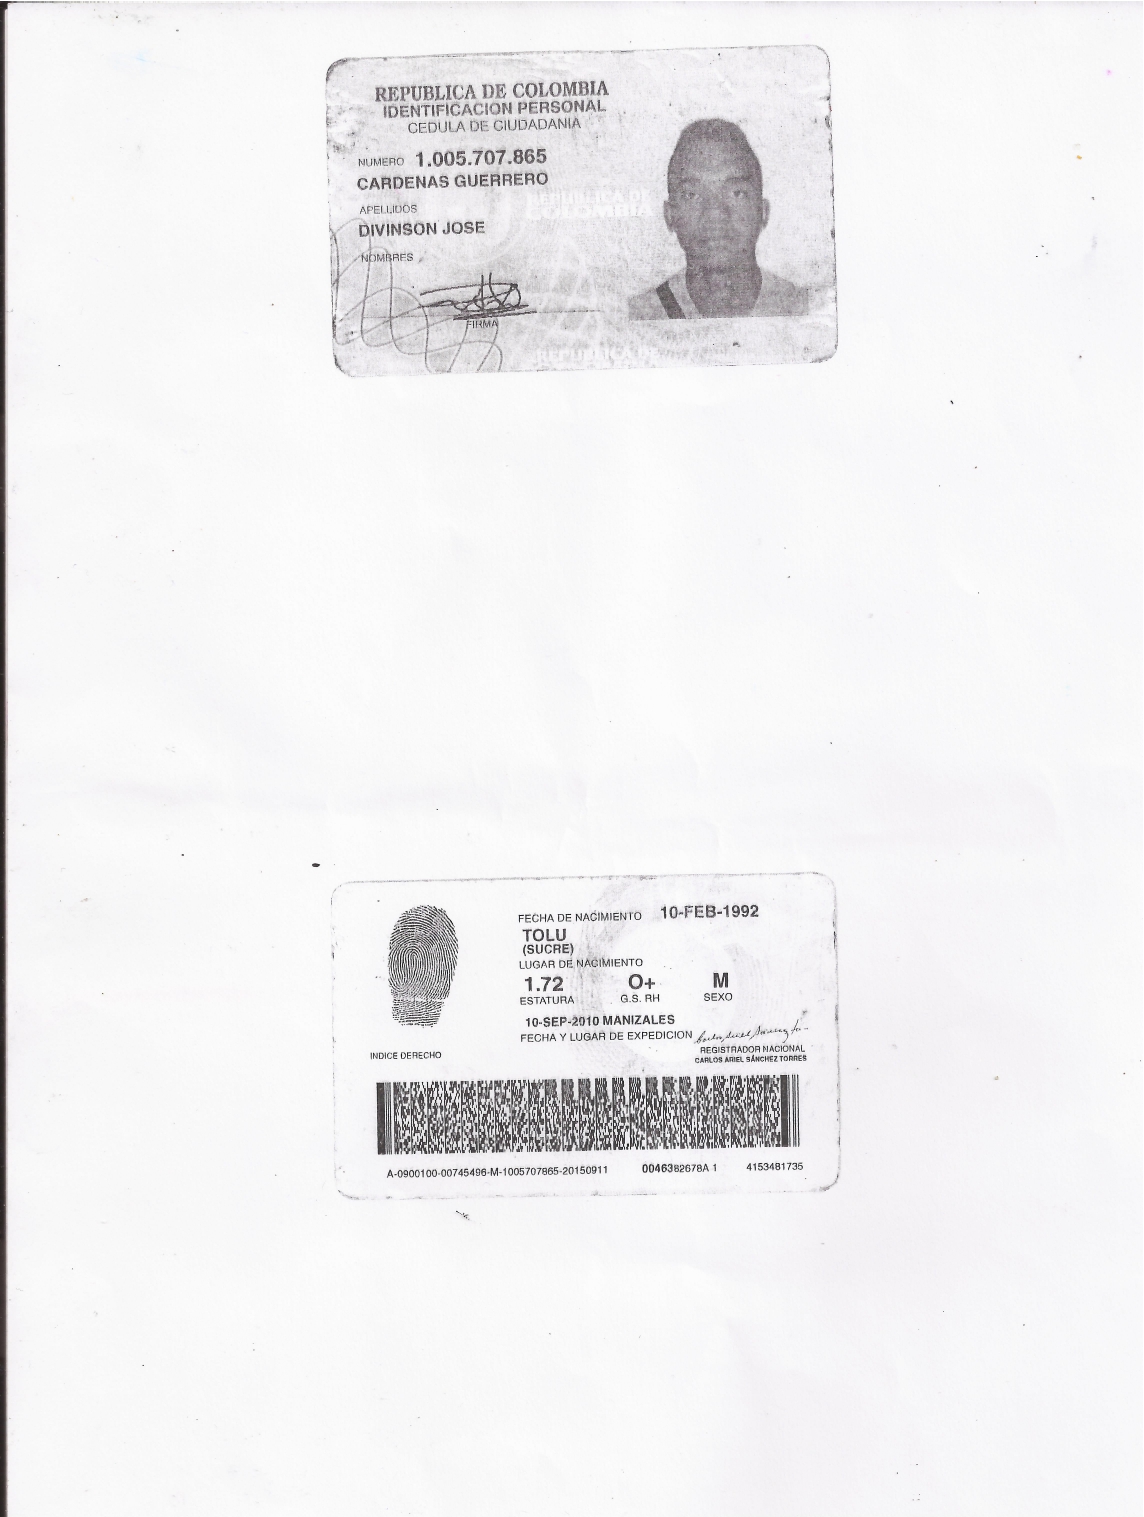 REPUBLICA DE COLOMBIA
IDENTIFICACION PERSONAL
CEDULA DE CIUDADANIA
NUMERO 1.005.707.865
CARDENAS GUERRERO
APELLIDOS
DIVINSON JOSE
NOMBRES
FIRMA
REPUBLICA DE
COLOMBIA
REPUBLICA DE
FECHA DE NACIMIENTO 10-FEB-1992
TOLU
(SUCRE)
LUGAR DE NACIMIENTO
1.72 O+ M
ESTATURA G.S. RH SEXO
10-SEP-2010 MANIZALES
FECHA Y LUGAR DE EXPEDICION
REGISTRADOR NACIONAL
CARLOS ARIEL SÁNCHEZ TORRES
INDICE DERECHO
A-0900100-00745496-M-1005707865-20150911 0046382678A 1 4153481735